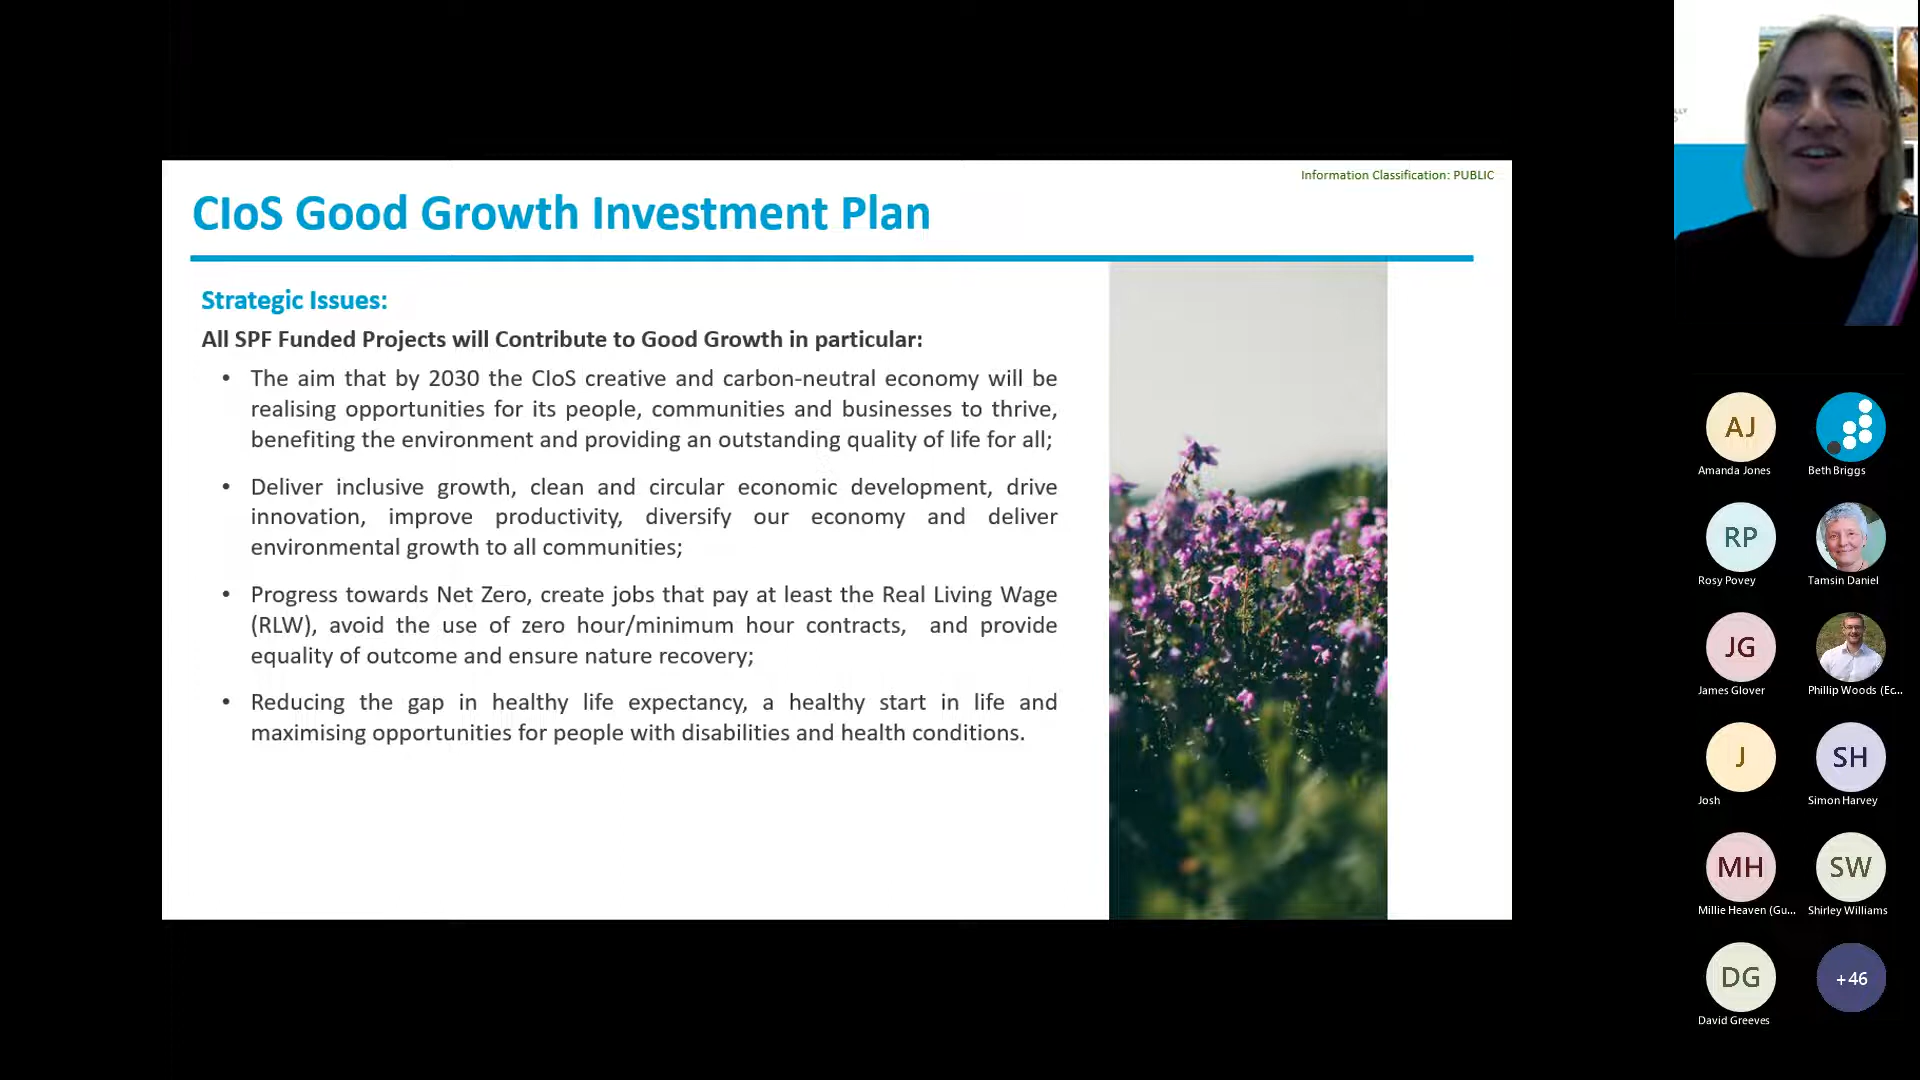 Information Classification: PUBLIC
CIoS Good Growth Investment Plan
Strategic Issues:
All SPF Funded Projects will Contribute to Good Growth in particular:
• The aim that by 2030 the CIoS creative and carbon-neutral economy will be
realising opportunities for its people, communities and businesses to thrive,
benefiting the environment and providing an outstanding quality of life for all;
• Deliver inclusive growth, clean and circular economic development, drive
innovation, improve productivity, diversify our economy and deliver
environmental growth to all communities;
• Progress towards Net Zero, create jobs that pay at least the Real Living Wage
(RLW), avoid the use of zero hour/minimum hour contracts, and provide
equality of outcome and ensure nature recovery;
• Reducing the gap in healthy life expectancy, a healthy start in life and
maximising opportunities for people with disabilities and health conditions.
AJ
Amanda Jones
Beth Briggs
RP
Rosy Povey
Tamsin Daniel
JG
James Glover
Phillip Woods (Ec...
J
Josh
SH
Simon Harvey
MH
Millie Heaven (Gu...
SW
Shirley Williams
DG
David Greeves
+46